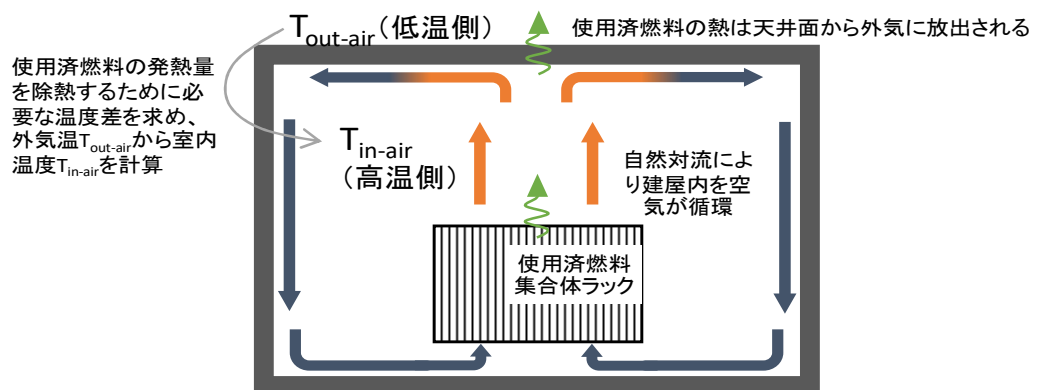 T_out-air(低温側)
使用済燃料の熱は天井面から外気に放出される
使用済燃料の発熱量
を除熱するために必
要な温度差を求め、
外気温T_out-airから室内
温度T_in-airを計算
T_in-air
(高温側)
自然対流によ
り建屋内を空
気が循環
使用済燃料
集合体ラック